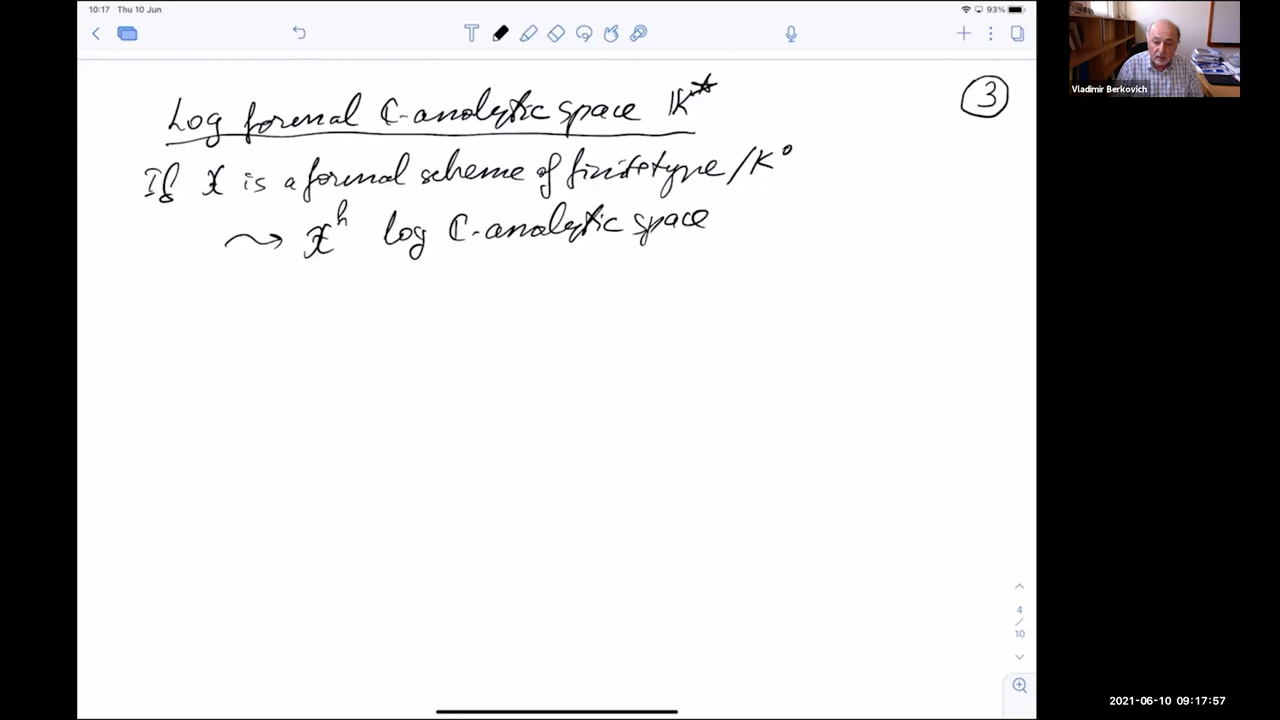 10:17 Thu 10 Jun
93%
Log formal ℂ-analytic space 𝕂*
③
If 𝔛 is a formal scheme of finite type /K°
⇝ 𝔛ʰ log ℂ-analytic space
Vladimir Berkovich
4
/
10
2021-06-10 09:17:57